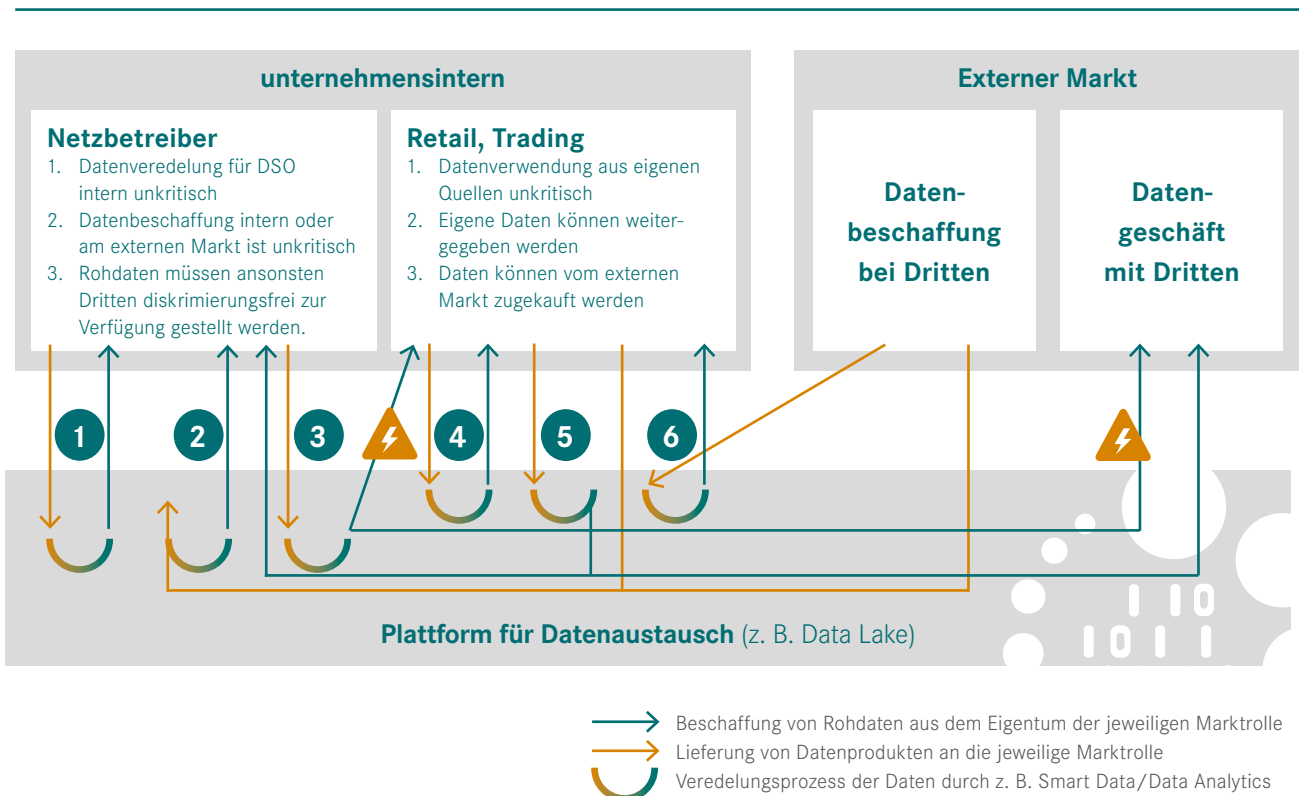 unternehmensintern
Netzbetreiber
1. Datenveredelung für DSO
intern unkritisch
2. Datenbeschaffung intern oder
am externen Markt ist unkritisch
3. Rohdaten müssen ansonsten
Dritten diskrimierungsfrei zur
Verfügung gestellt werden.
Retail, Trading
1. Datenverwendung aus eigenen
Quellen unkritisch
2. Eigene Daten können weiter-
gegeben werden
3. Daten können vom externen
Markt zugekauft werden
Externer Markt
Daten-
beschaffung
bei Dritten
Daten-
geschäft
mit Dritten
1
2
3
4
5
6
110
1011
Plattform für Datenaustausch (z. B. Data Lake)
Beschaffung von Rohdaten aus dem Eigentum der jeweiligen Marktrolle
Lieferung von Datenprodukten an die jeweilige Marktrolle
Veredelungsprozess der Daten durch z. B. Smart Data/Data Analytics